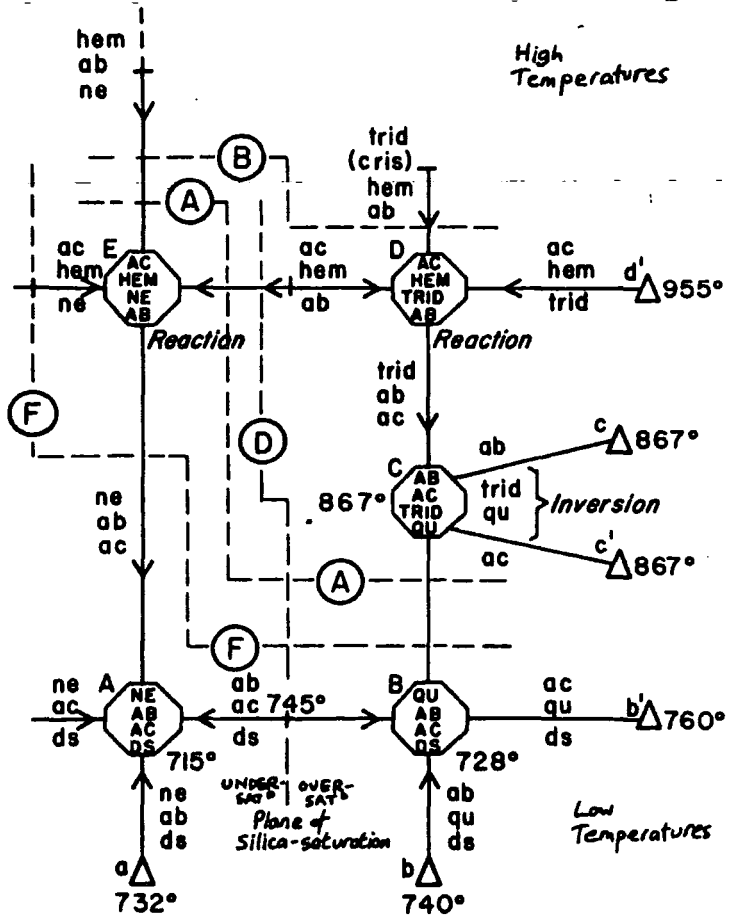 hem
ab
ne
High
Temperatures
B
trid
(cris)
hem
ab
A
E
ac
hem
ne
AC
HEM
NE
AB
Reaction
ac
hem
ab
D
AC
HEM
TRID
AB
Reaction
ac
hem
trid
d'
955°
F
D
trid
ab
ac
C
867°
AB
AC
TRID
QU
ab
c
867°
trid
qu
Inversion
ac
c'
867°
ne
ab
ac
A
F
A
ne
ac
ds
NE
AB
AC
DS
715°
ab
ac 745°
ds
B
QU
AB
AC
DS
728°
ac
qu
ds
b'
760°
ne
ab
ds
a
732°
UNDER-
SATD
OVER-
SATD
Plane of
Silica-saturation
ab
qu
ds
b
740°
Low
Temperatures